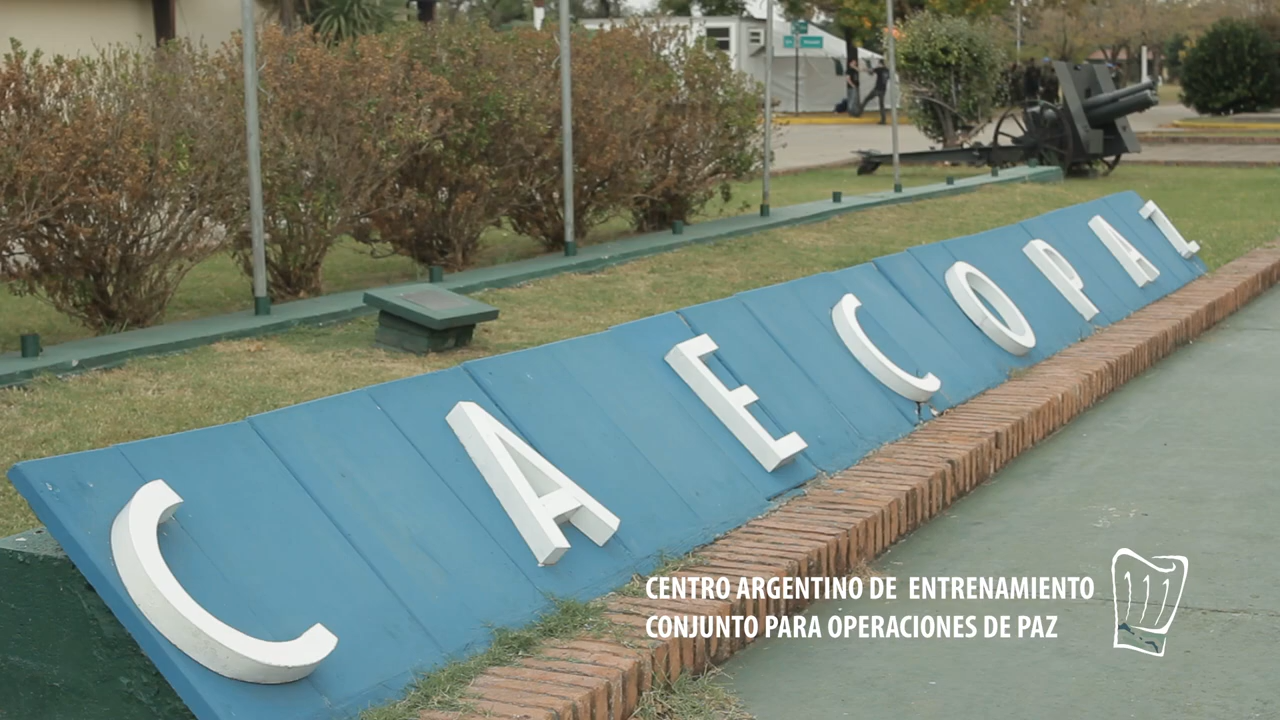 CAECOPAZ
CENTRO ARGENTINO DE ENTRENAMIENTO
CONJUNTO PARA OPERACIONES DE PAZ